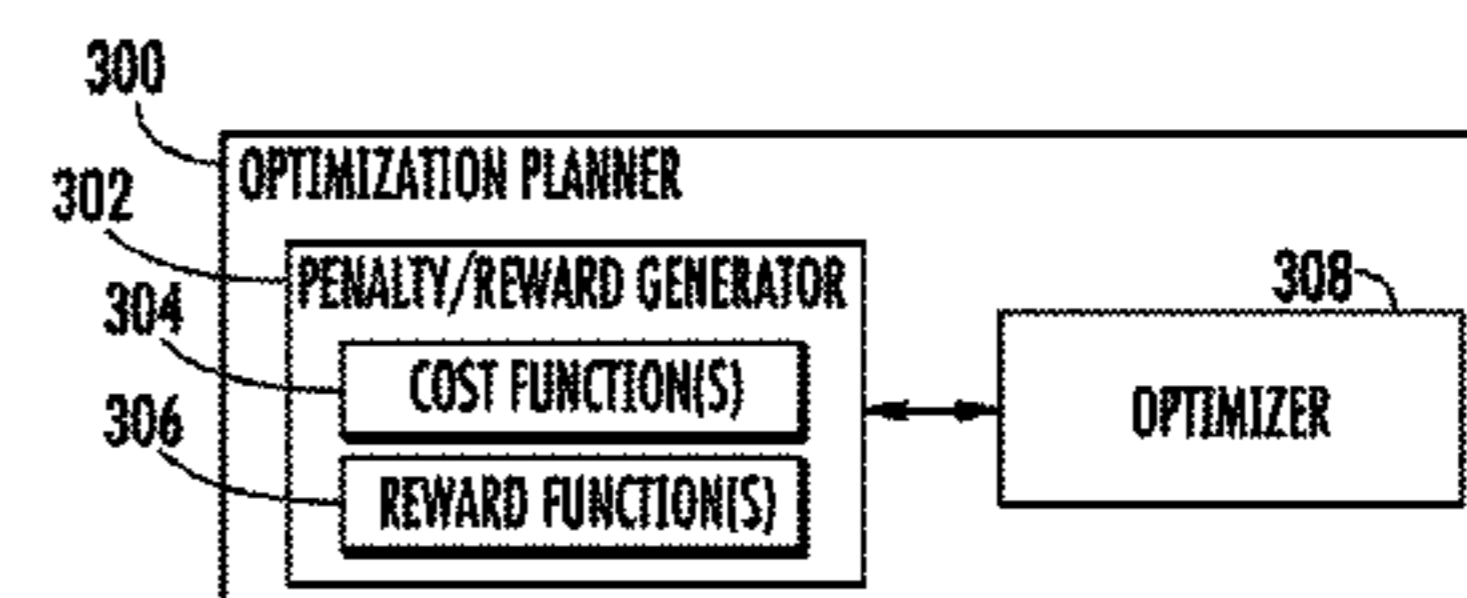 300
OPTIMIZATION PLANNER
302
PENALTY/REWARD GENERATOR
308
304
COST FUNCTION(S)
OPTIMIZER
306
REWARD FUNCTION(S)